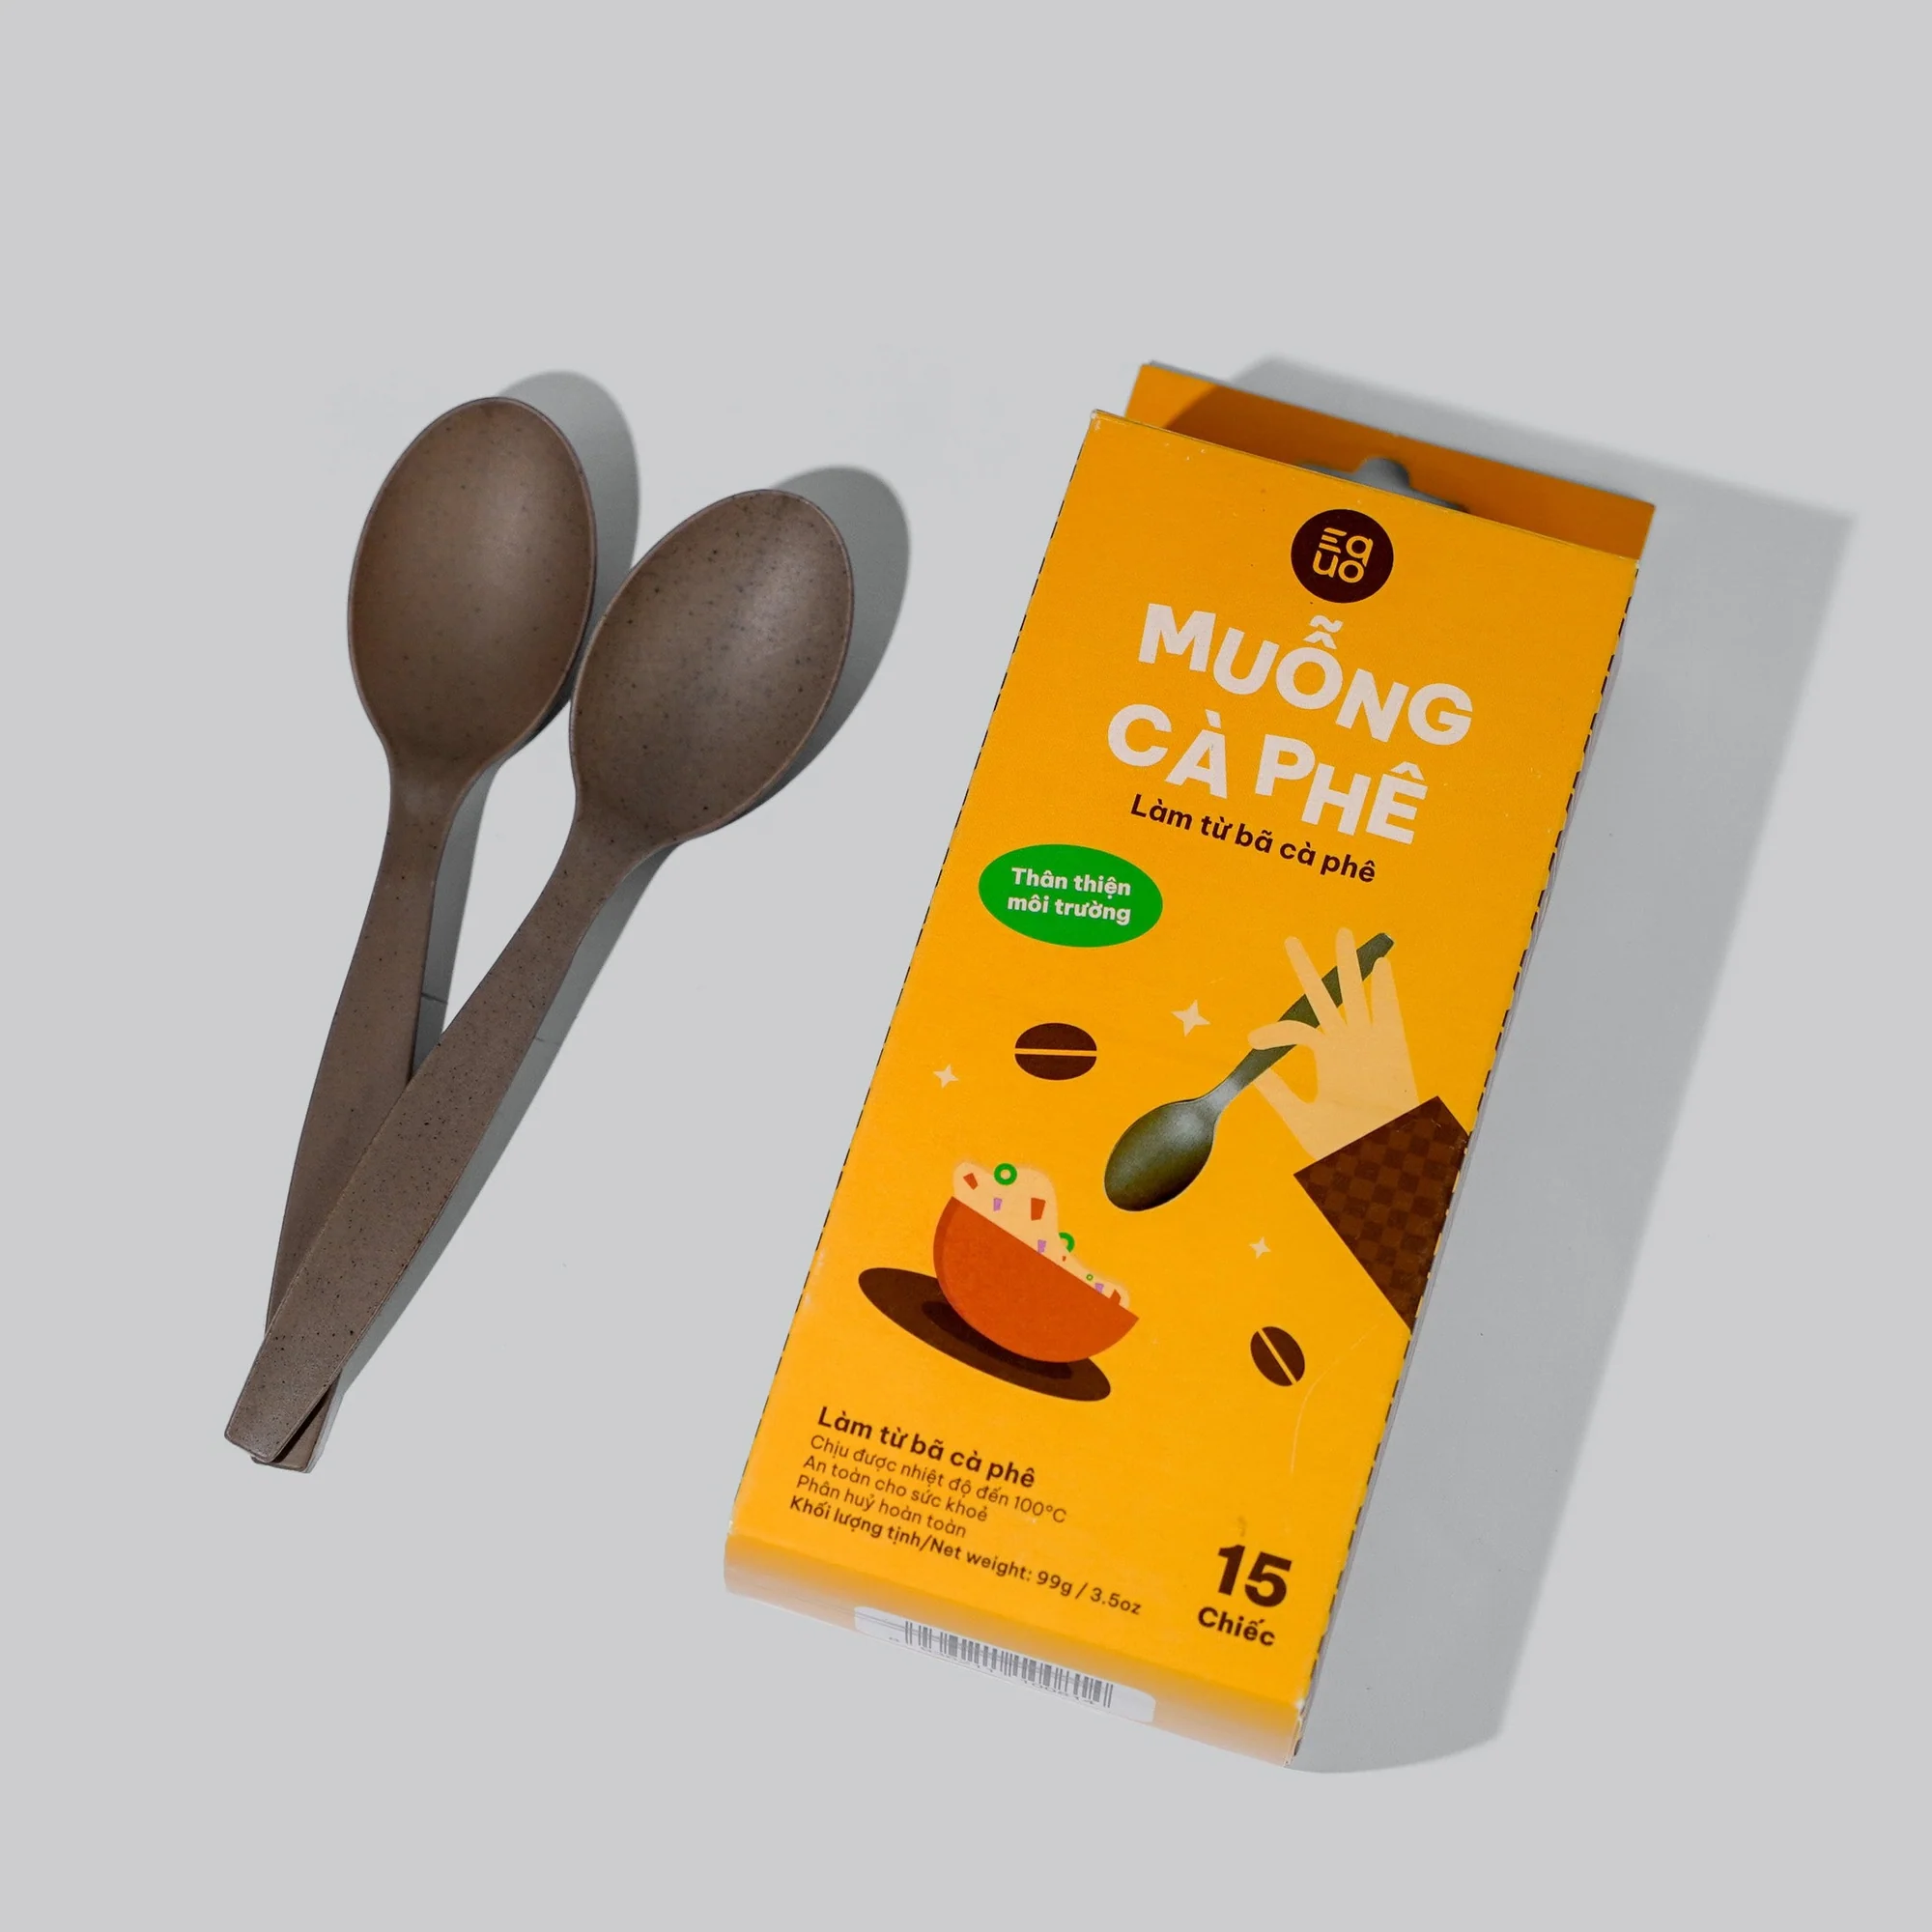 Eq
uo
MUỖNG
CÀ PHÊ
Làm từ bã cà phê
Thân thiện
môi trường
Làm từ bã cà phê
Chịu được nhiệt độ đến 100°C
An toàn cho sức khoẻ
Phân huỷ hoàn toàn
Khối lượng tịnh/Net weight: 99g / 3.5oz
15
Chiếc